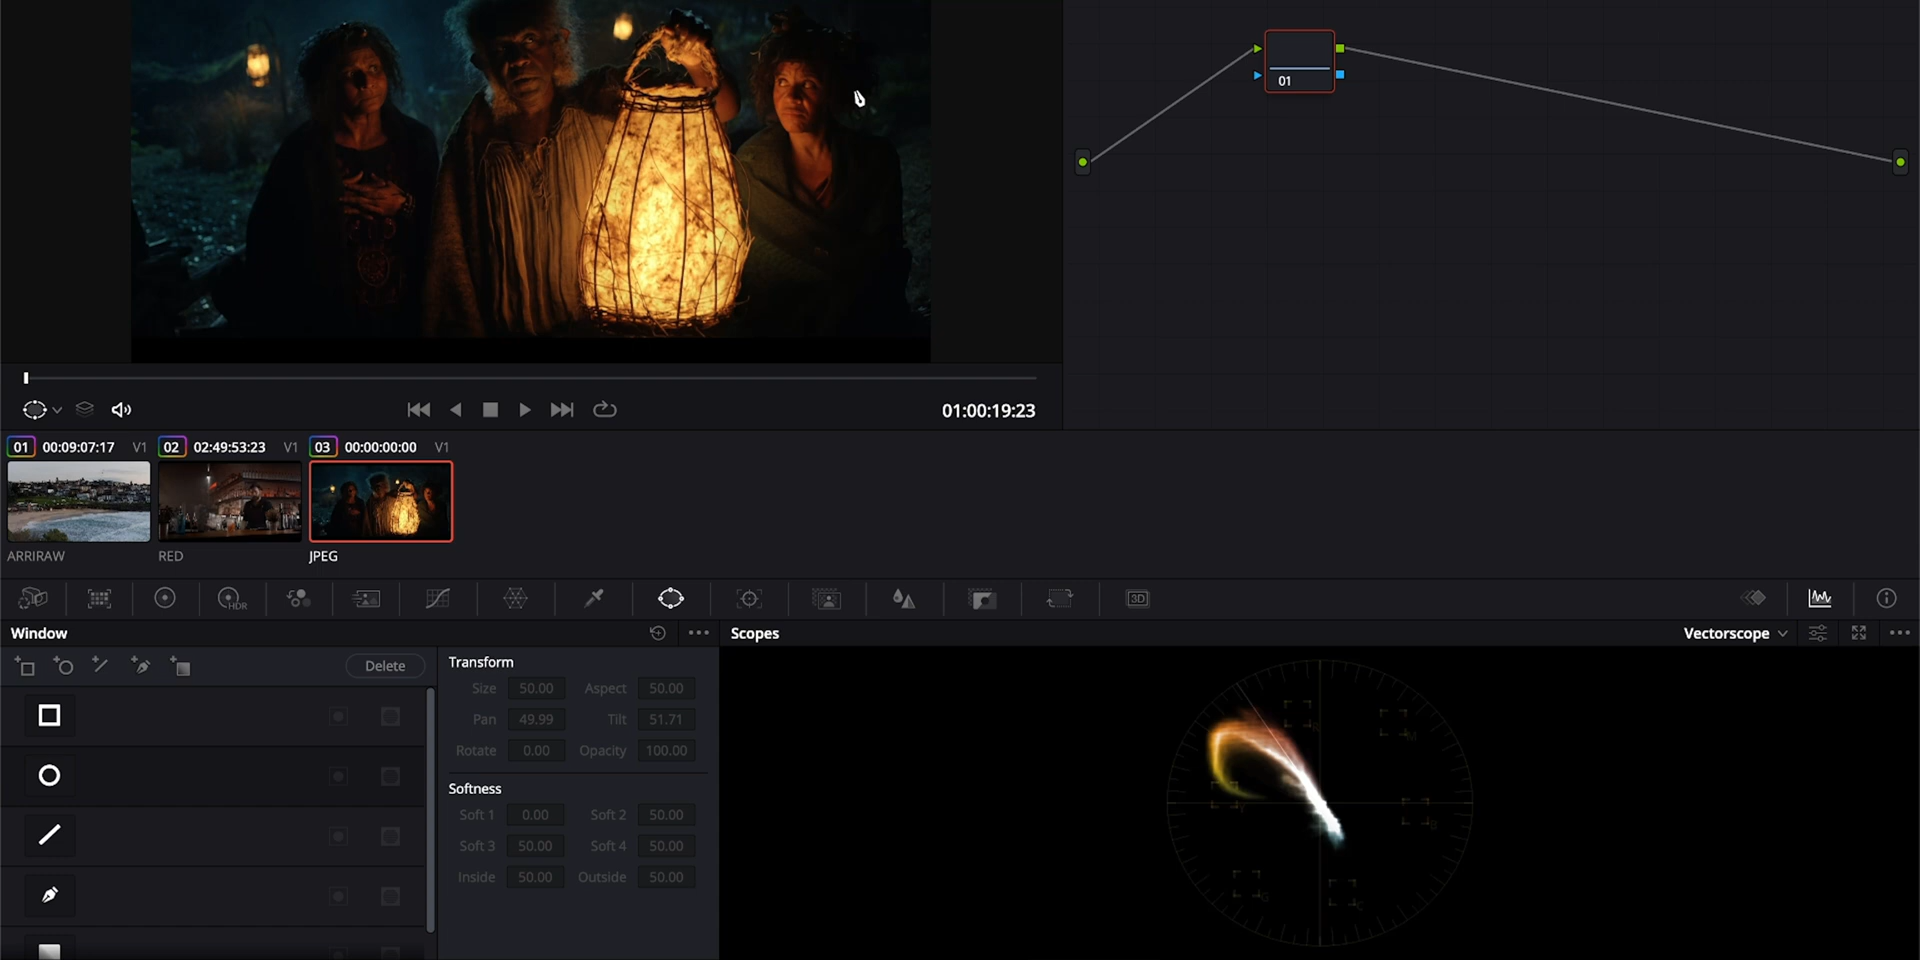 01
01:00:19:23
01 00:09:07:17 V1 02 02:49:53:23 V1 03 00:00:00:00 V1
ARRIRAW RED JPEG
HDR 3D
Window
Scopes Vectorscope
Delete
Transform
Size 50.00 Aspect 50.00
Pan 49.99 Tilt 51.71
Rotate 0.00 Opacity 100.00
Softness
Soft 1 0.00 Soft 2 50.00
Soft 3 50.00 Soft 4 50.00
Inside 50.00 Outside 50.00